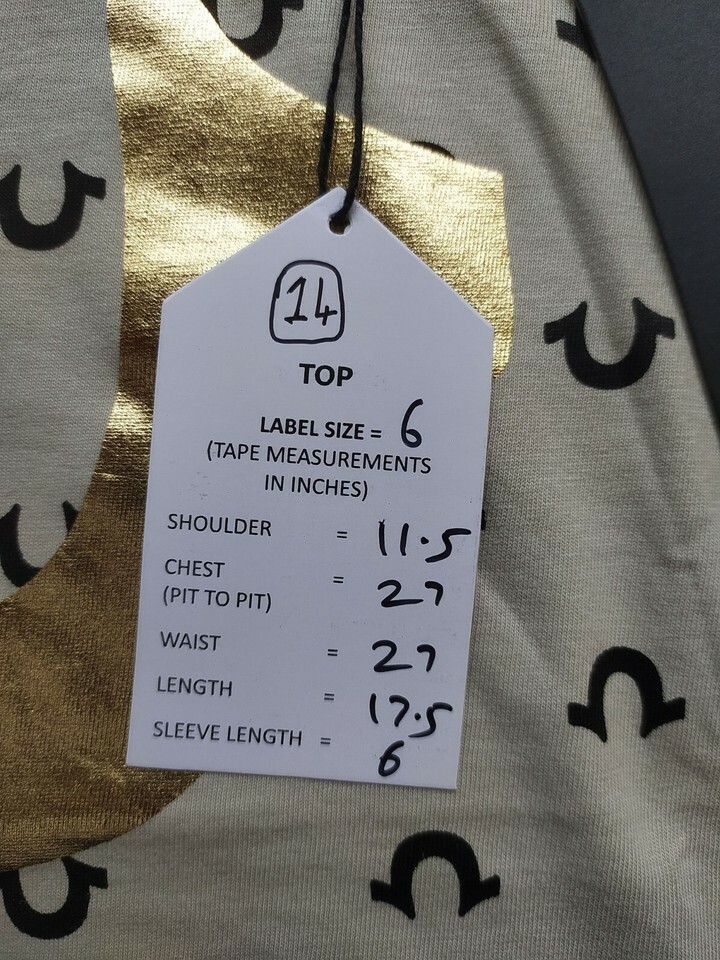 14
TOP
LABEL SIZE = 6
(TAPE MEASUREMENTS
IN INCHES)
SHOULDER = 11.5
CHEST = 27
(PIT TO PIT)
WAIST = 27
LENGTH = 17.5
SLEEVE LENGTH = 6